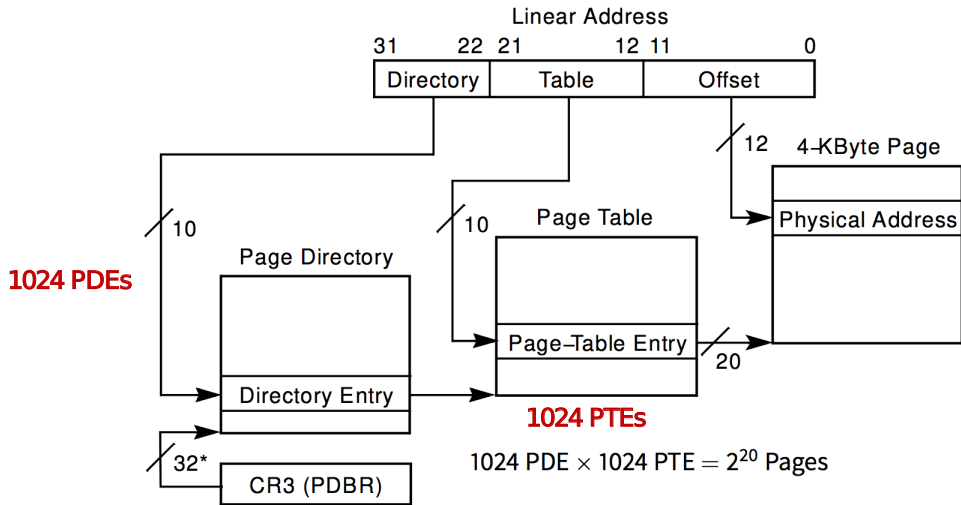 Linear Address
31 22 21 12 11 0
Directory Table Offset
12
4–KByte Page
Physical Address
10
10
Page Table
Page Directory
1024 PDEs
Page–Table Entry
20
Directory Entry
1024 PTEs
32*
1024 PDE × 1024 PTE = 2²⁰ Pages
CR3 (PDBR)